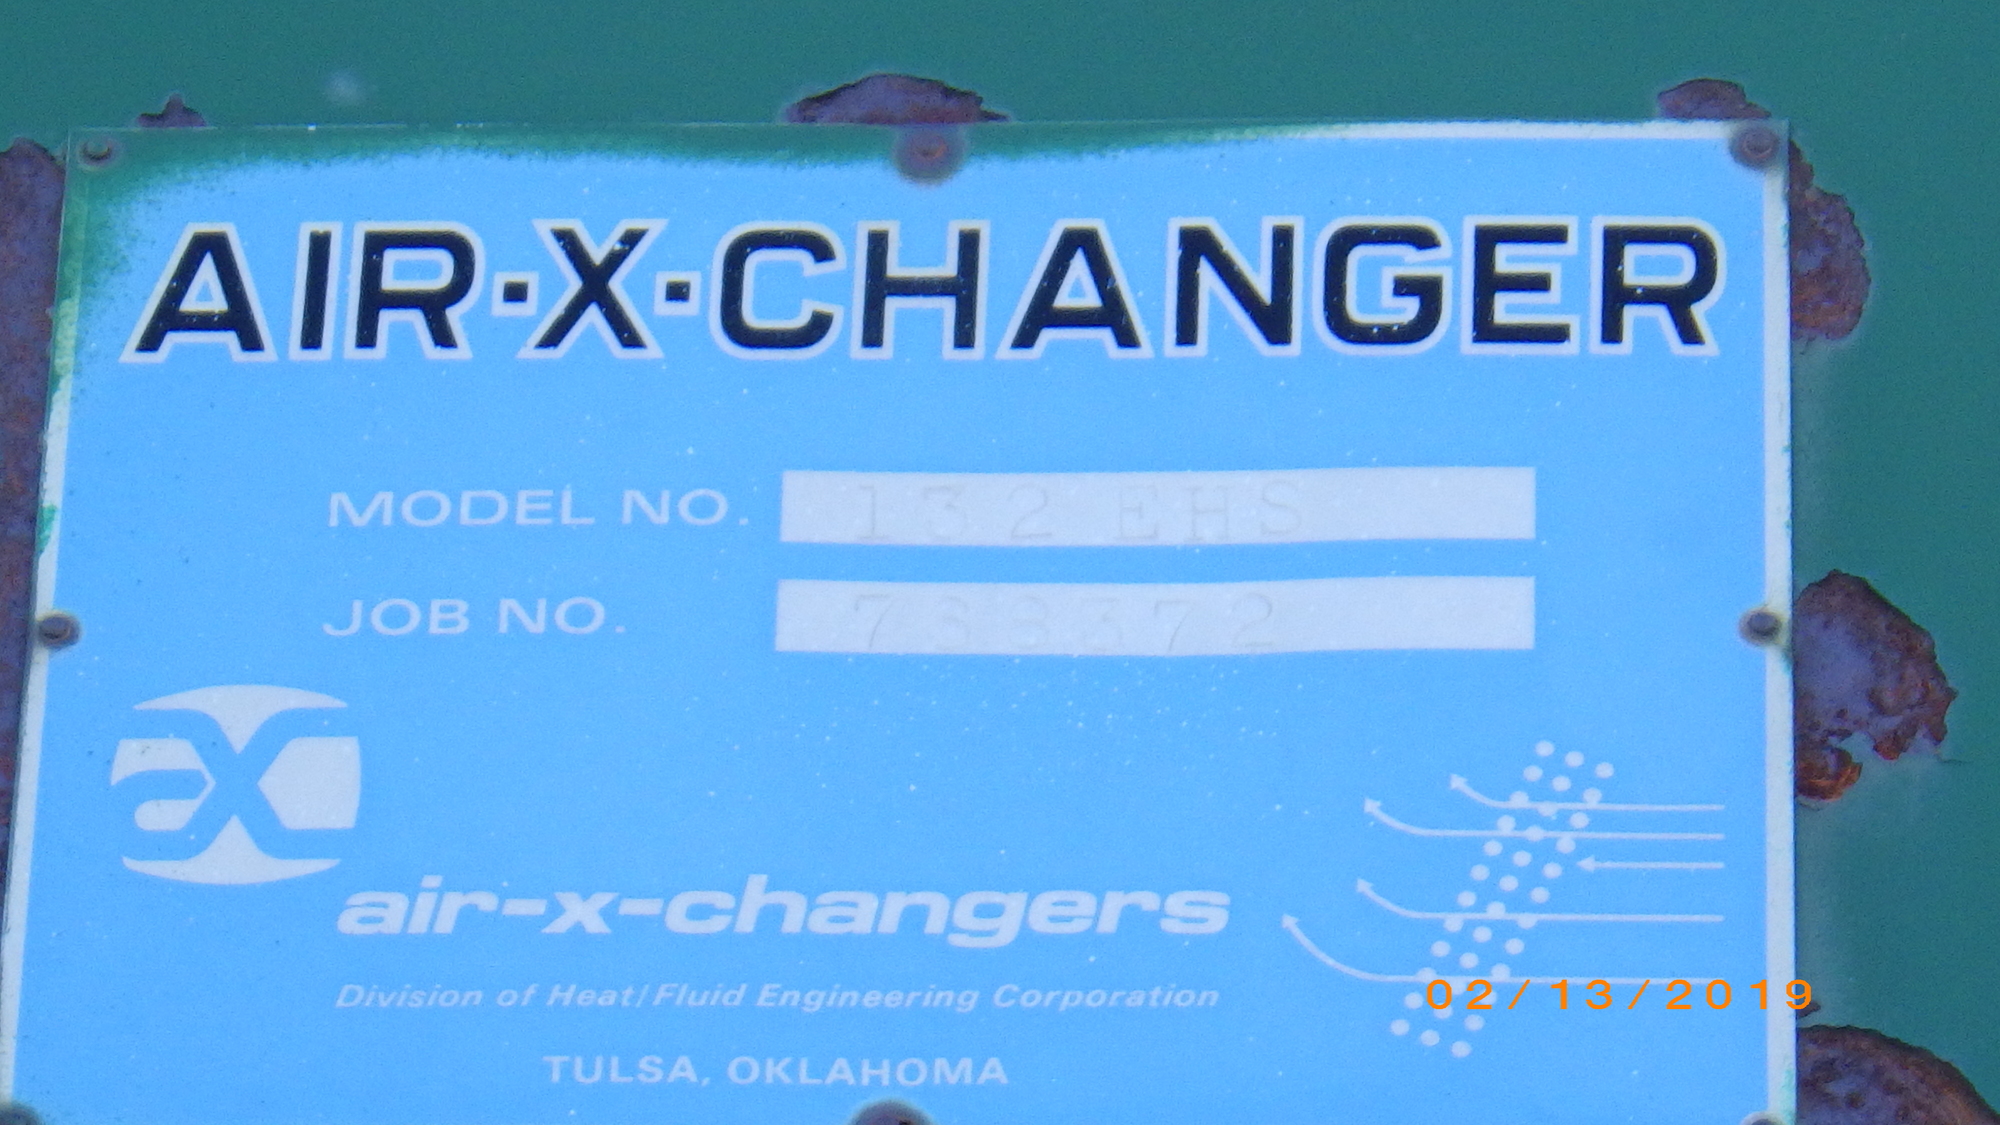 AIR-X-CHANGER
MODEL NO. 132 EHS
JOB NO.
aX
air-x-changers
Division of Heat/Fluid Engineering Corporation
TULSA, OKLAHOMA
02/13/2019